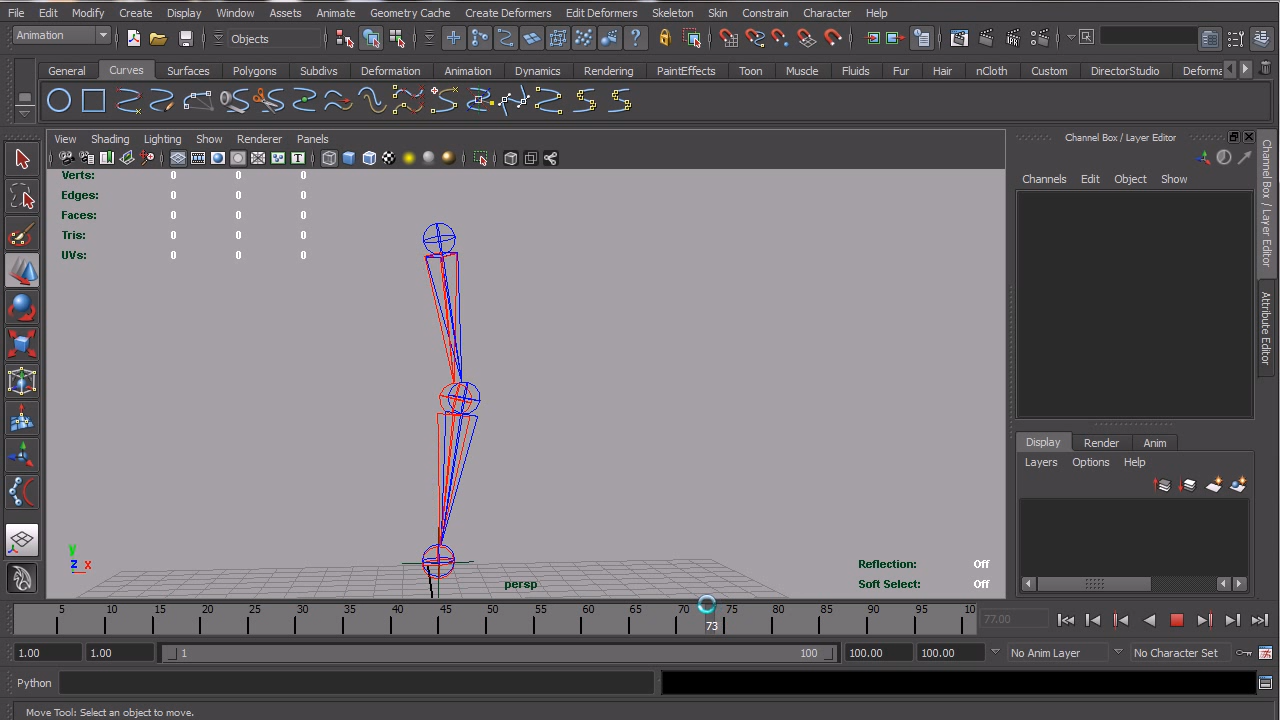 File Edit Modify Create Display Window Assets Animate Geometry Cache Create Deformers Edit Deformers Skeleton Skin Constrain Character Help
Animation Objects
General Curves Surfaces Polygons Subdivs Deformation Animation Dynamics Rendering PaintEffects Toon Muscle Fluids Fur Hair nCloth Custom DirectorStudio Deforma
View Shading Lighting Show Renderer Panels
Channel Box / Layer Editor
Channels Edit Object Show
Verts: 0 0 0
Edges: 0 0 0
Faces: 0 0 0
Tris: 0 0 0
UVs: 0 0 0
Channel Box / Layer Editor
Attribute Editor
Display Render Anim
Layers Options Help
Y
Z X
persp
Reflection: Off
Soft Select: Off
5 10 15 20 25 30 35 40 45 50 55 60 65 70 75 80 85 90 95 10
73
77.00
1.00 1.00 1 100 100.00 100.00 No Anim Layer No Character Set
Python
Move Tool: Select an object to move.